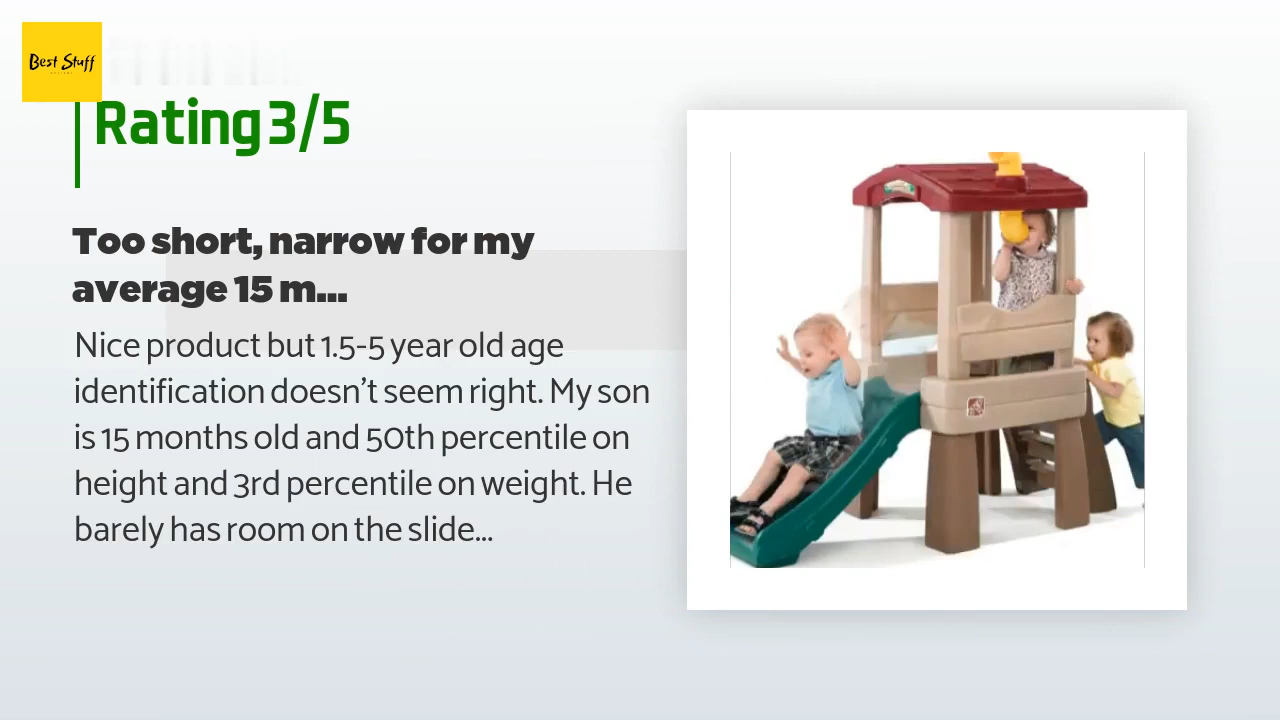 Best Stuff
Rating 3/5
Too short, narrow for my
average 15 m...
Nice product but 1.5-5 year old age
identification doesn't seem right. My son
is 15 months old and 50th percentile on
height and 3rd percentile on weight. He
barely has room on the slide...